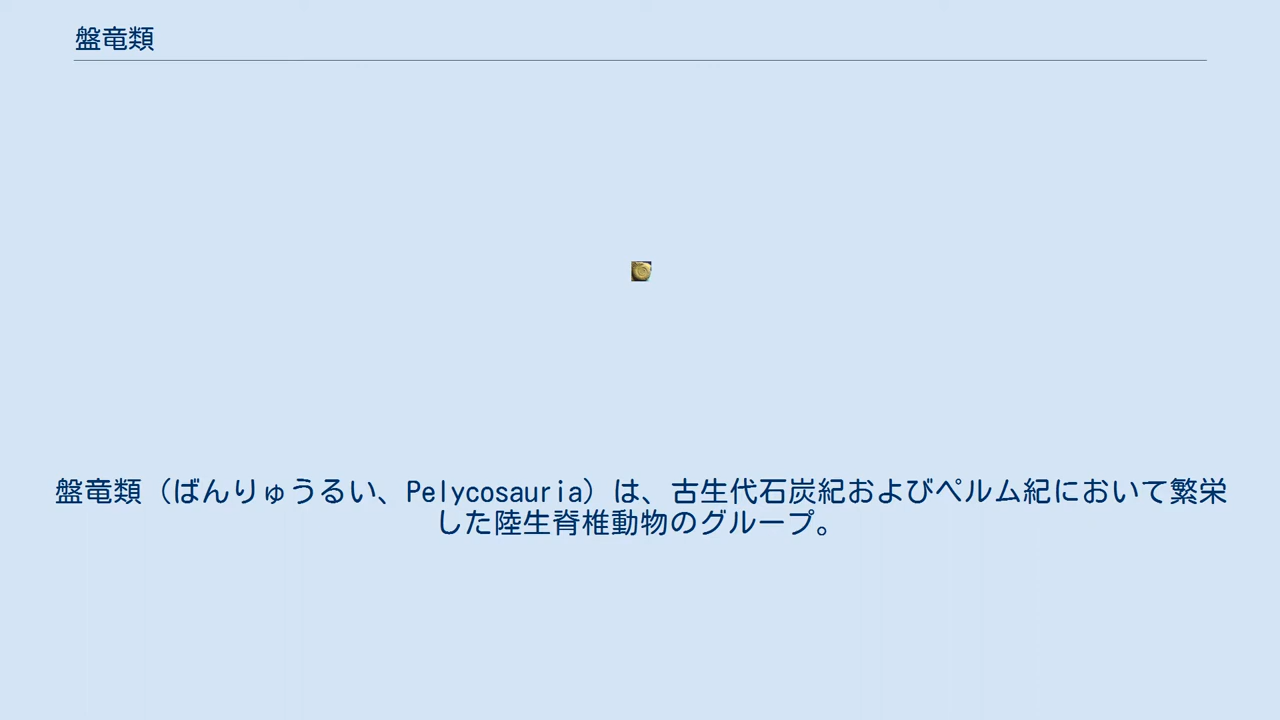 盤竜類
盤竜類（ばんりゅうるい、Pelycosauria）は、古生代石炭紀およびペルム紀において繁栄
した陸生脊椎動物のグループ。